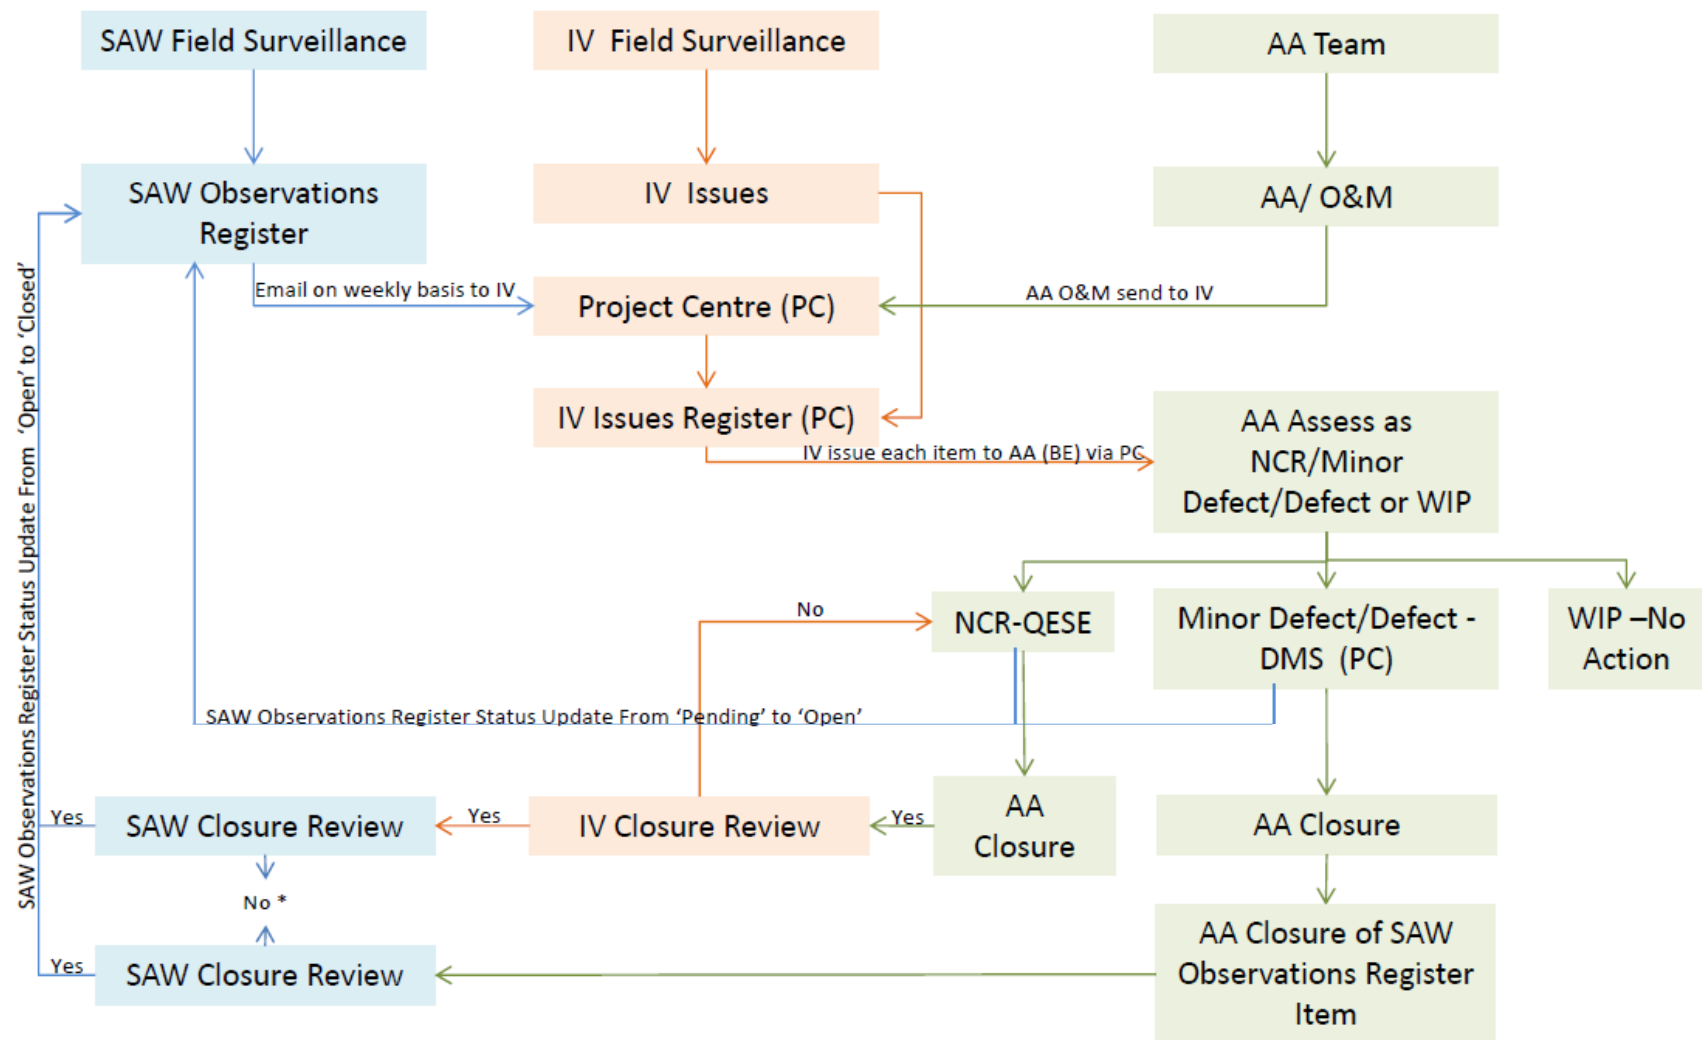 SAW Field Surveillance
IV Field Surveillance
AA Team
SAW Observations
Register
IV Issues
AA/ O&M
Email on weekly basis to IV
Project Centre (PC)
AA O&M send to IV
IV Issues Register (PC)
IV issue each item to AA (BE) via PC
AA Assess as
NCR/Minor
Defect/Defect or WIP
SAW Observations Register Status Update From 'Open' to 'Closed'
No
NCR-QESE
Minor Defect/Defect -
DMS (PC)
WIP –No
Action
SAW Observations Register Status Update From 'Pending' to 'Open'
Yes
SAW Closure Review
Yes
IV Closure Review
Yes
AA
Closure
AA Closure
No *
Yes
SAW Closure Review
AA Closure of SAW
Observations Register
Item